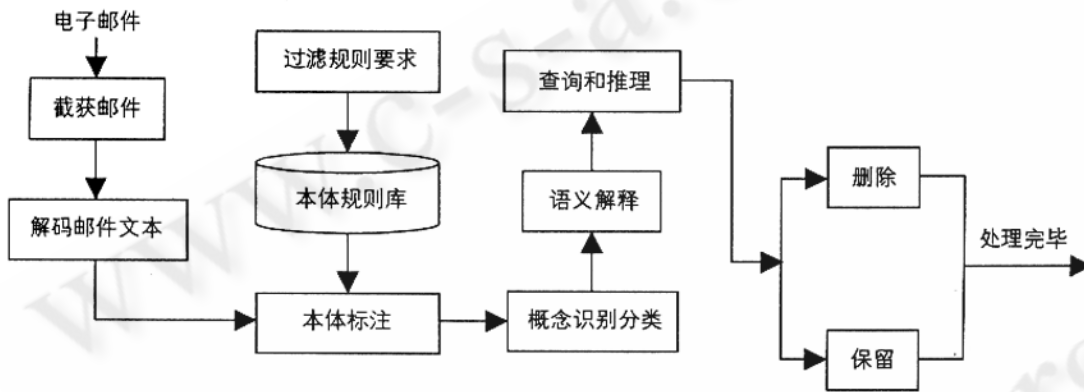 电子邮件
截获邮件
解码邮件文本
过滤规则要求
本体规则库
本体标注
查询和推理
语义解释
概念识别分类
删除
保留
处理完毕
www.c-s-a.